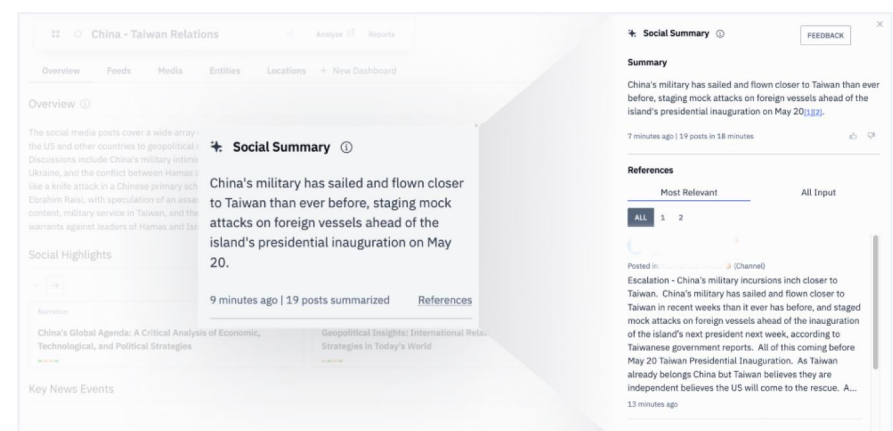 China - Taiwan Relations
Analyse
Reports
Overview Feeds Media Entities Locations + New Dashboard
Overview
The social media posts cover a wide array
the US and other countries to geopolitical
Discussions include China's military intimi
Ukraine, and the conflict between Hamas
like a knife attack in a Chinese primary sch
Ebrahim Raisi, with speculation of an assa
content, military service in Taiwan, and the
warrants against leaders of Hamas and Isr
Social Highlights
Narrative
China's Global Agenda: A Critical Analysis of Economic,
Technological, and Political Strategies
Geopolitical Insights: International Rela
Strategies in Today's World
Key News Events
Social Summary
China's military has sailed and flown closer
to Taiwan than ever before, staging mock
attacks on foreign vessels ahead of the
island's presidential inauguration on May
20.
9 minutes ago | 19 posts summarized References
Social Summary
FEEDBACK
Summary
China's military has sailed and flown closer to Taiwan than ever
before, staging mock attacks on foreign vessels ahead of the
island's presidential inauguration on May 20[1][2].
7 minutes ago | 19 posts in 18 minutes
References
Most Relevant All Input
ALL 1 2
Posted in (Channel)
Escalation - China's military incursions inch closer to
Taiwan. China's military has sailed and flown closer to
Taiwan in recent weeks than it ever has before, and staged
mock attacks on foreign vessels ahead of the inauguration
of the island's next president next week, according to
Taiwanese government reports. All of this coming before
May 20 Taiwan Presidential Inauguration. As Taiwan
already belongs China but Taiwan believes they are
independent believes the US will come to the rescue. A...
13 minutes ago